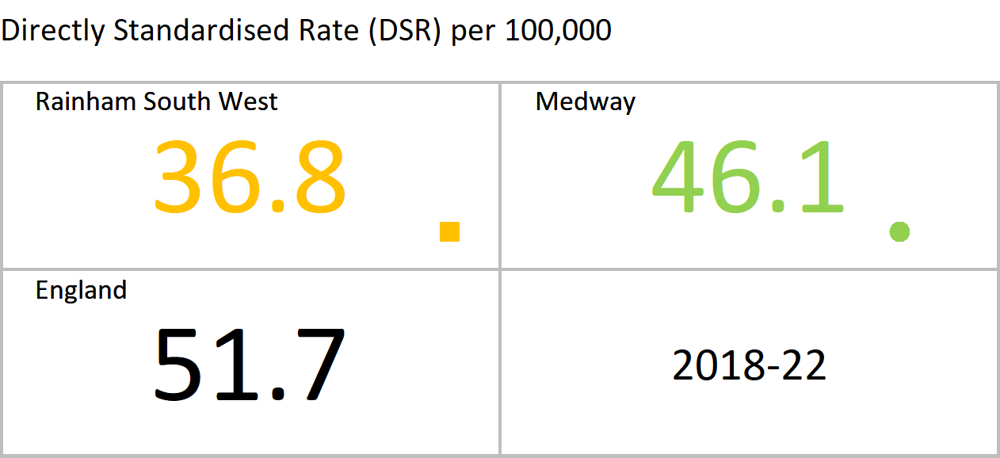 Directly Standardised Rate (DSR) per 100,000
Rainham South West
36.8
Medway
46.1
England
51.7
2018-22